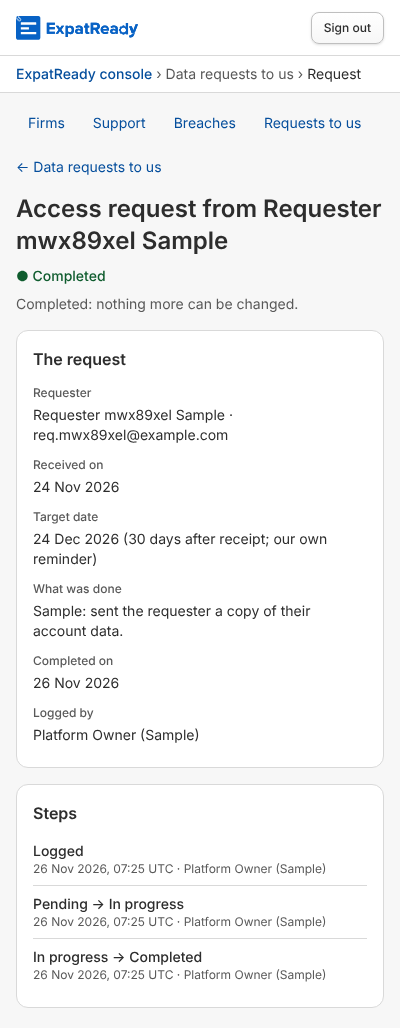 ExpatReady
Sign out
ExpatReady console › Data requests to us › Request
Firms
Support
Breaches
Requests to us
← Data requests to us
Access request from Requester
mwx89xel Sample
● Completed
Completed: nothing more can be changed.
The request
Requester
Requester mwx89xel Sample ·
req.mwx89xel@example.com
Received on
24 Nov 2026
Target date
24 Dec 2026 (30 days after receipt; our own
reminder)
What was done
Sample: sent the requester a copy of their
account data.
Completed on
26 Nov 2026
Logged by
Platform Owner (Sample)
Steps
Logged
26 Nov 2026, 07:25 UTC · Platform Owner (Sample)
Pending → In progress
26 Nov 2026, 07:25 UTC · Platform Owner (Sample)
In progress → Completed
26 Nov 2026, 07:25 UTC · Platform Owner (Sample)